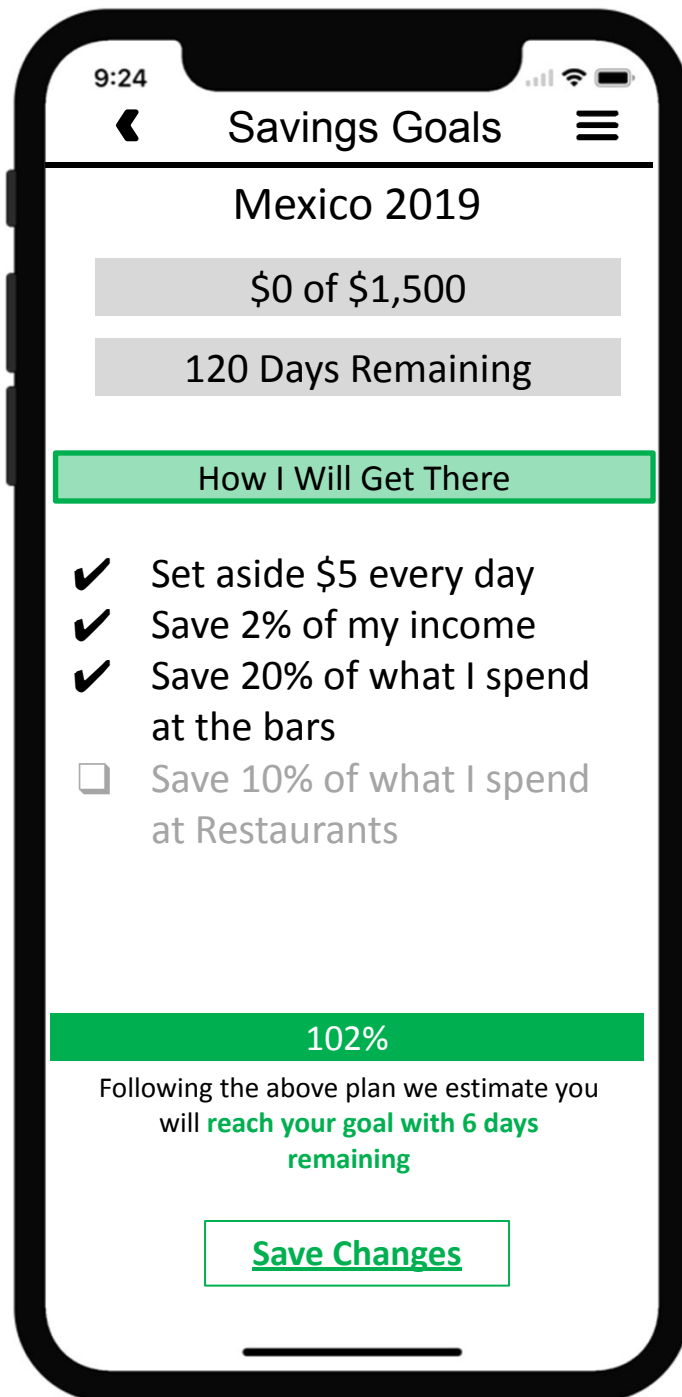 9:24
Savings Goals
Mexico 2019
$0 of $1,500
120 Days Remaining
How I Will Get There
✔ Set aside $5 every day
✔ Save 2% of my income
✔ Save 20% of what I spend
at the bars
❑ Save 10% of what I spend
at Restaurants
102%
Following the above plan we estimate you
will reach your goal with 6 days
remaining
Save Changes